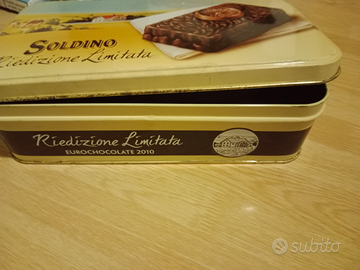 SOLDINO
Riedizione Limitata
Riedizione Limitata
EUROCHOCOLATE 2010
subito